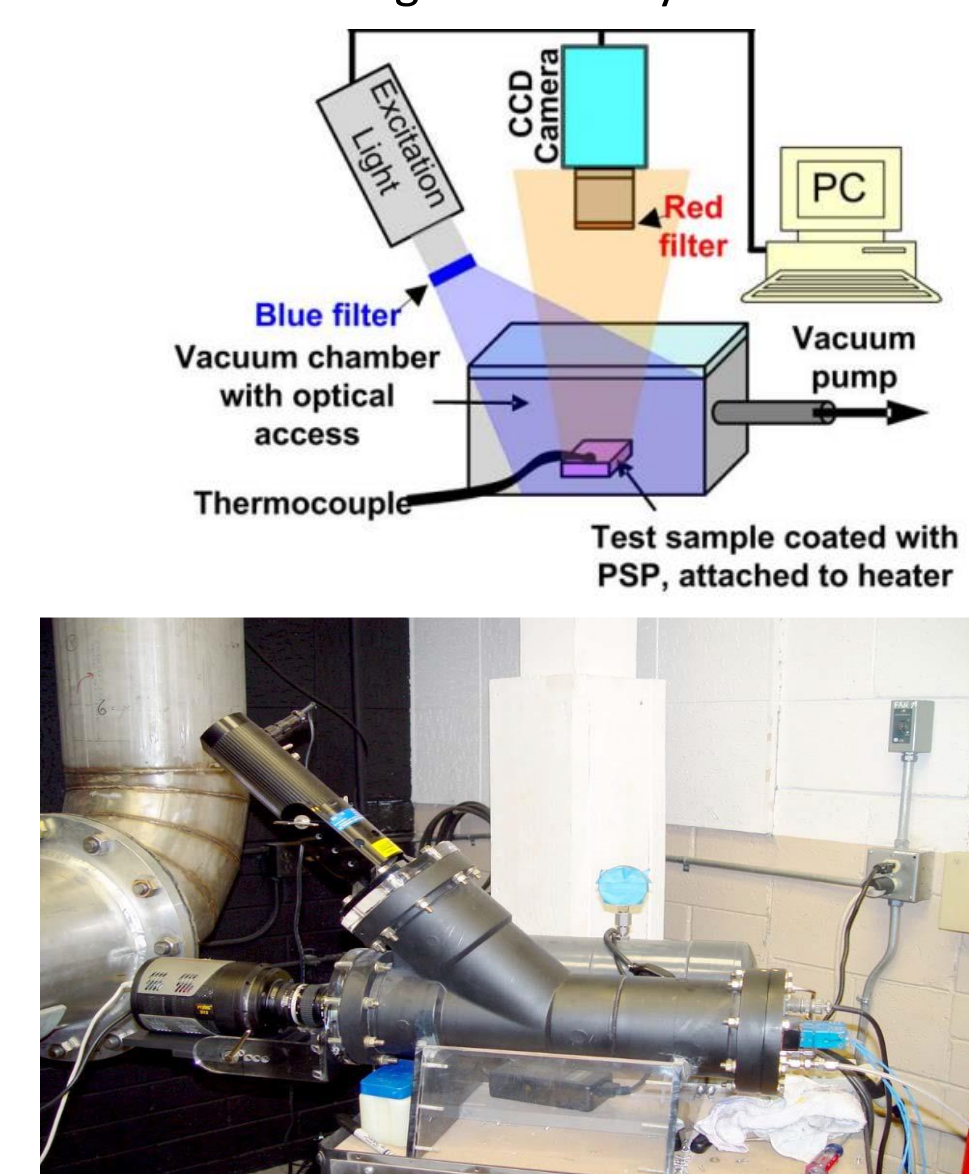 Excitation
Light
CCD
Camera
PC
Red
filter
Blue filter
Vacuum chamber
with optical
access
Vacuum
pump
Thermocouple
Test sample coated with
PSP, attached to heater
6